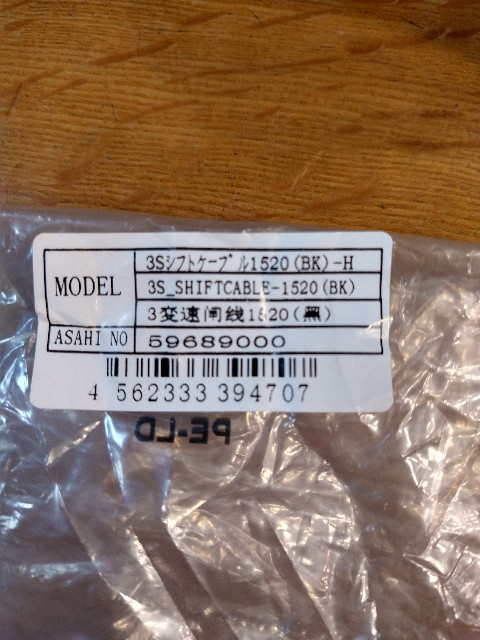 MODEL
3Sｼﾌﾄｹｰﾌﾞﾙ1520(BK)-H
3S_SHIFTCABLE-1520(BK)
3変速闸线1520(黑)
ASAHI NO 59689000
4 562333 394707
PE-LD